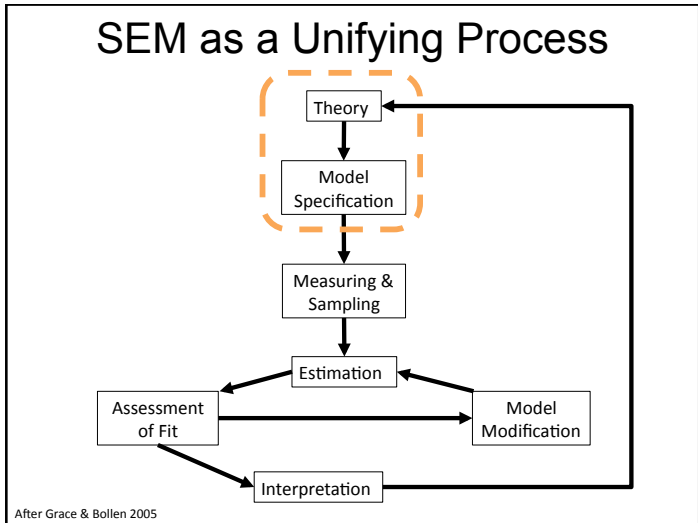 SEM as a Unifying Process
Theory
Model
Specification
Measuring &
Sampling
Estimation
Assessment
of Fit
Model
Modification
Interpretation
After Grace & Bollen 2005